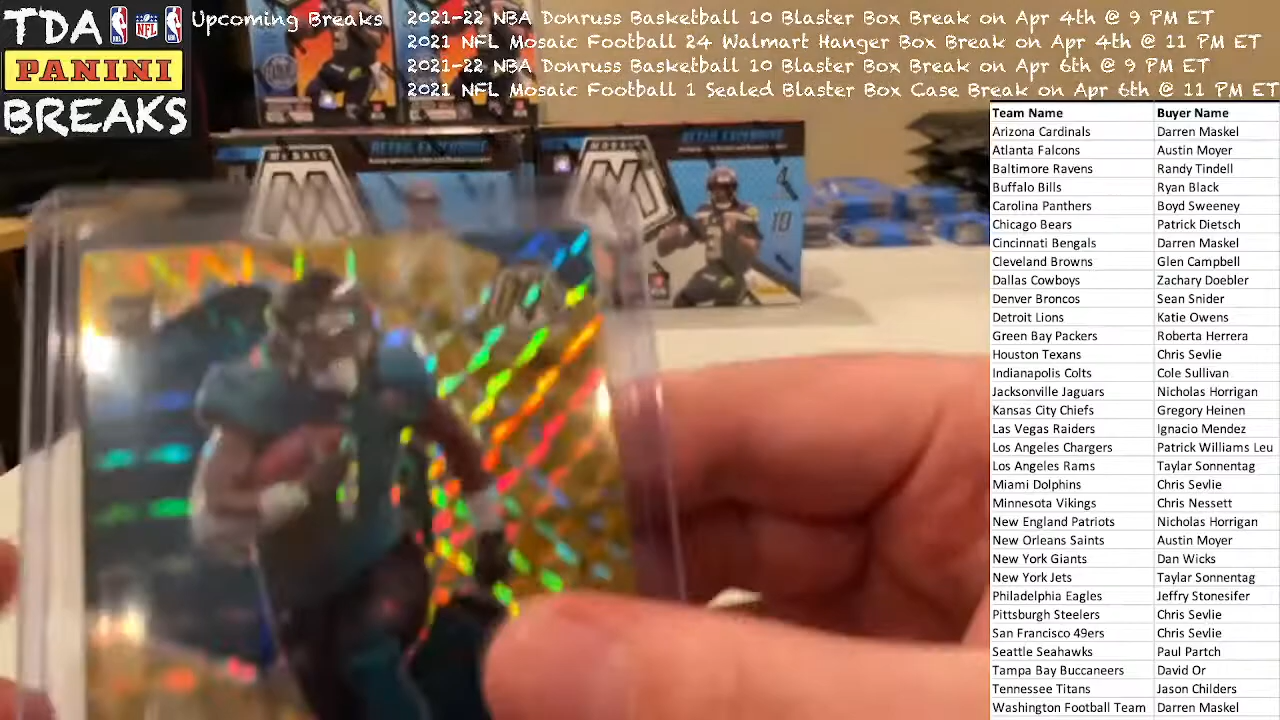 TDA
PANINI
BREAKS
Upcoming Breaks
2021-22 NBA Donruss Basketball 10 Blaster Box Break on Apr 4th @ 9 PM ET
2021 NFL Mosaic Football 24 Walmart Hanger Box Break on Apr 4th @ 11 PM ET
2021-22 NBA Donruss Basketball 10 Blaster Box Break on Apr 6th @ 9 PM ET
2021 NFL Mosaic Football 1 Sealed Blaster Box Case Break on Apr 6th @ 11 PM ET
RETAIL EXCLUSIVE
MOSAIC
RETAIL EXCLUSIVE
MOSAIC
4
10
Team Name Buyer Name
Arizona Cardinals Darren Maskel
Atlanta Falcons Austin Moyer
Baltimore Ravens Randy Tindell
Buffalo Bills Ryan Black
Carolina Panthers Boyd Sweeney
Chicago Bears Patrick Dietsch
Cincinnati Bengals Darren Maskel
Cleveland Browns Glen Campbell
Dallas Cowboys Zachary Doebler
Denver Broncos Sean Snider
Detroit Lions Katie Owens
Green Bay Packers Roberta Herrera
Houston Texans Chris Sevlie
Indianapolis Colts Cole Sullivan
Jacksonville Jaguars Nicholas Horrigan
Kansas City Chiefs Gregory Heinen
Las Vegas Raiders Ignacio Mendez
Los Angeles Chargers Patrick Williams Leu
Los Angeles Rams Taylar Sonnentag
Miami Dolphins Chris Sevlie
Minnesota Vikings Chris Nessett
New England Patriots Nicholas Horrigan
New Orleans Saints Austin Moyer
New York Giants Dan Wicks
New York Jets Taylar Sonnentag
Philadelphia Eagles Jeffry Stonesifer
Pittsburgh Steelers Chris Sevlie
San Francisco 49ers Chris Sevlie
Seattle Seahawks Paul Partch
Tampa Bay Buccaneers David Or
Tennessee Titans Jason Childers
Washington Football Team Darren Maskel